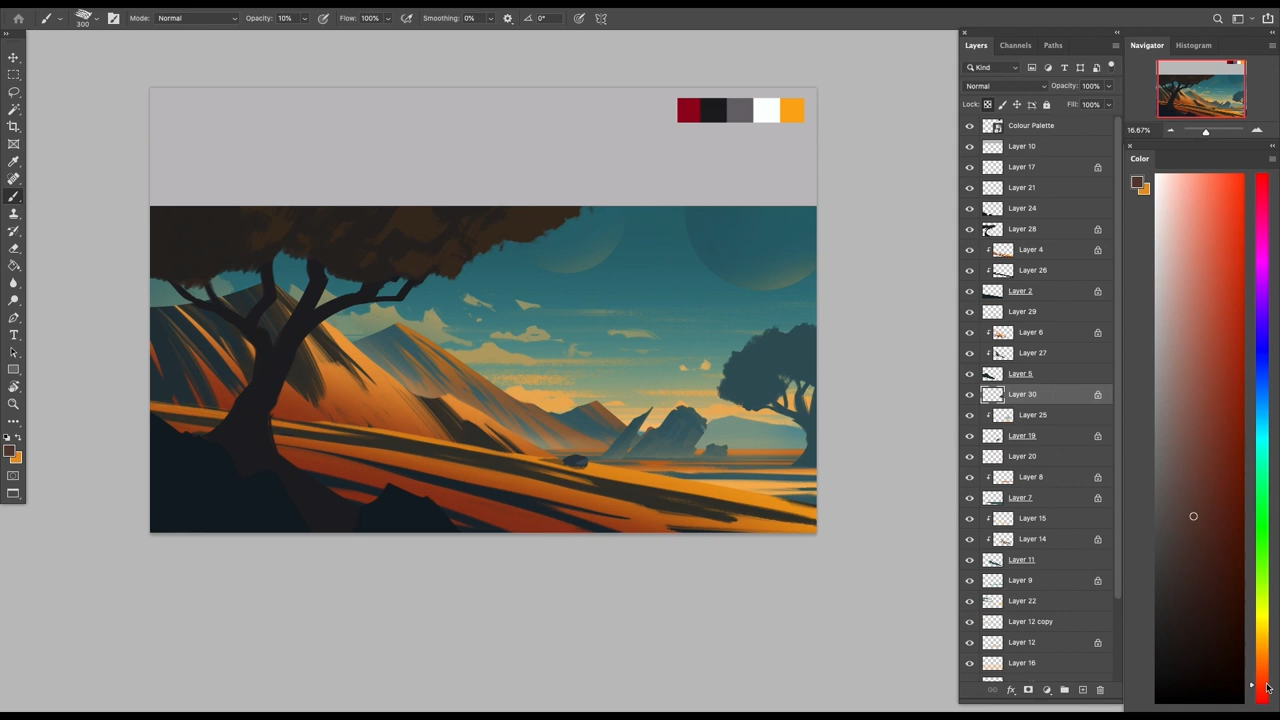 300
Mode: Normal
Opacity: 10%
Flow: 100%
Smoothing: 0%
0°
Layers Channels Paths
Kind
Normal
Opacity: 100%
Lock:
Fill: 100%
Colour Palette
Layer 10
Layer 17
Layer 21
Layer 24
Layer 28
Layer 4
Layer 26
Layer 2
Layer 29
Layer 6
Layer 27
Layer 5
Layer 30
Layer 25
Layer 19
Layer 20
Layer 8
Layer 7
Layer 15
Layer 14
Layer 11
Layer 9
Layer 22
Layer 12 copy
Layer 12
Layer 16
fx
Navigator Histogram
16.67%
Color